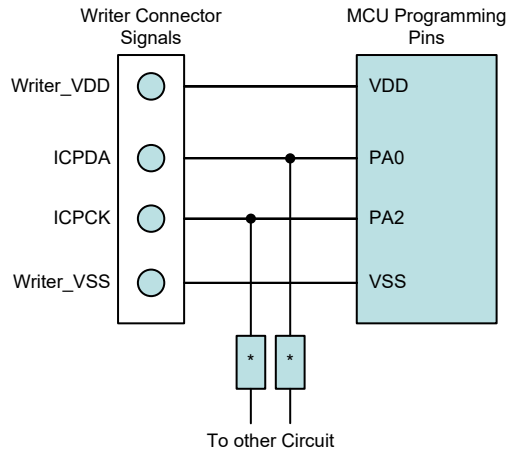 Writer Connector
Signals
MCU Programming
Pins
Writer_VDD
VDD
ICPDA
PA0
ICPCK
PA2
Writer_VSS
VSS
*
*
To other Circuit